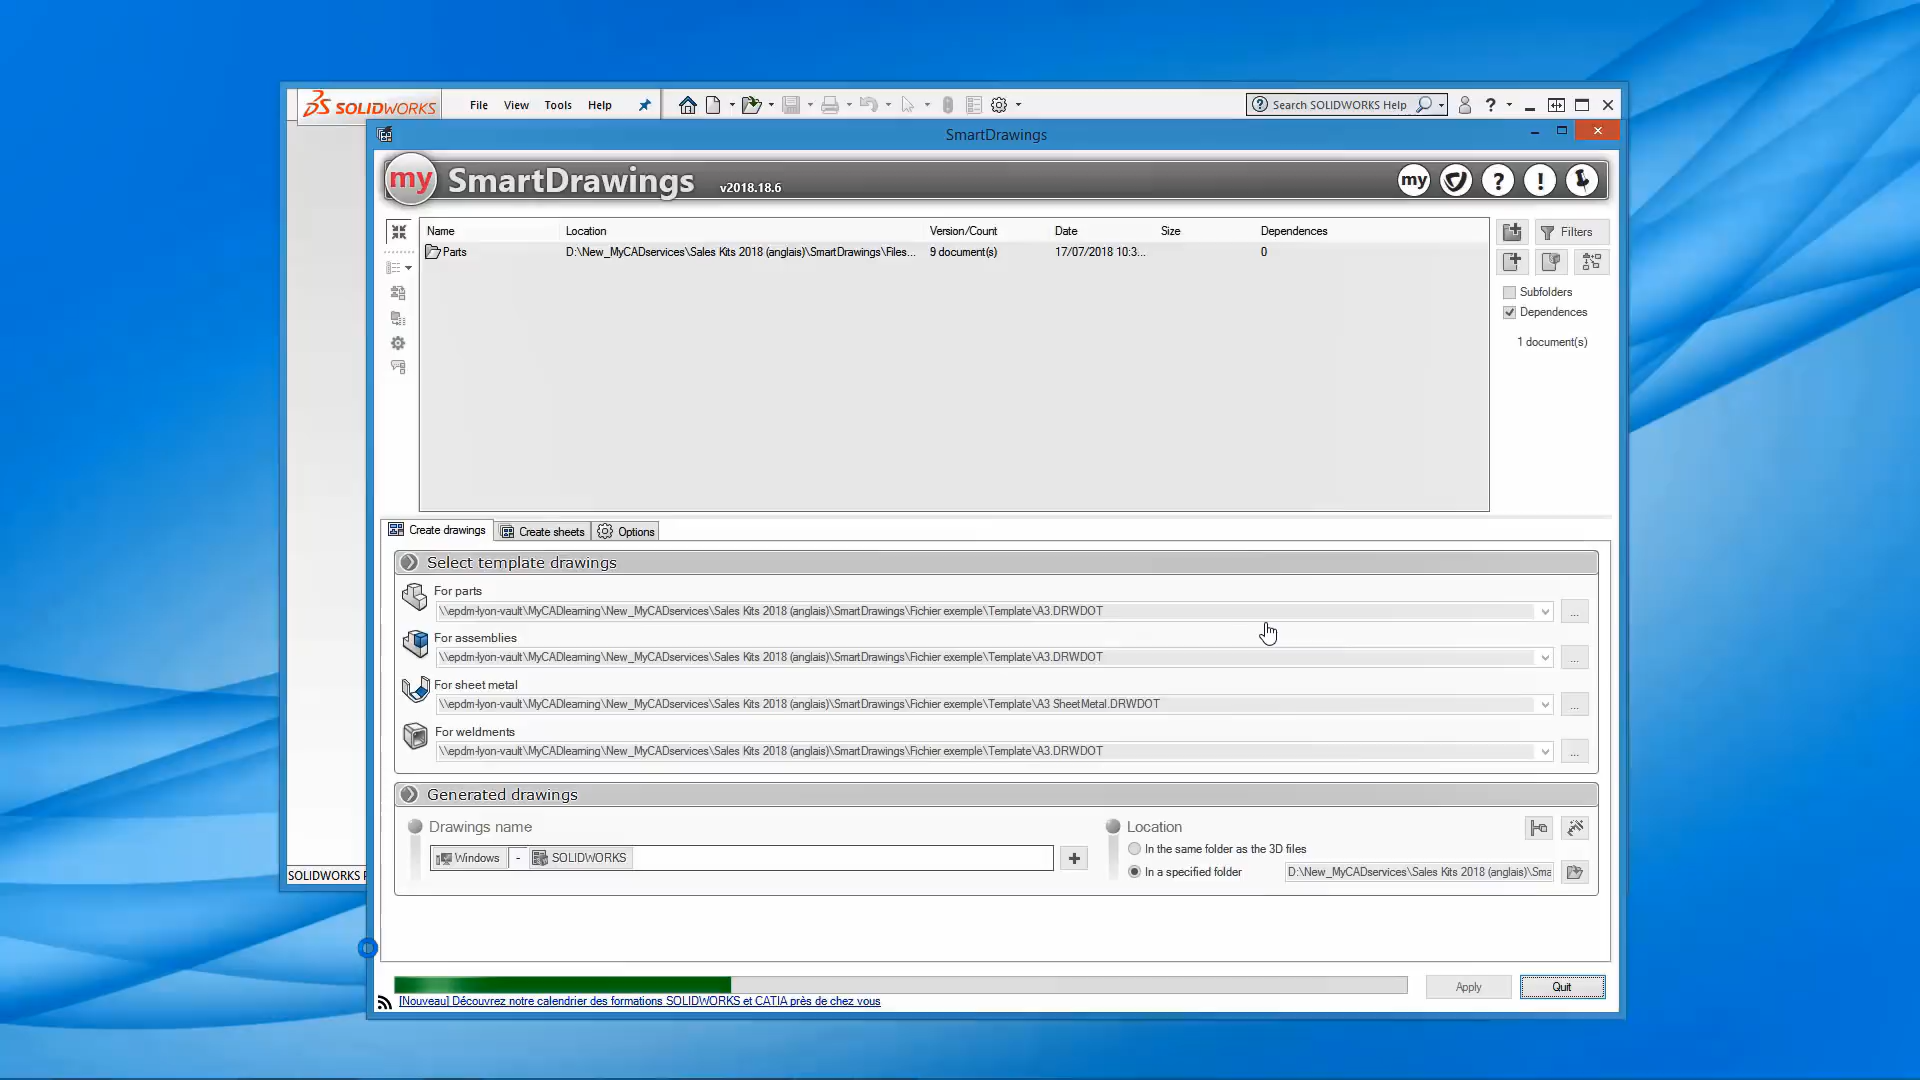 SOLIDWORKS File View Tools Help Search SOLIDWORKS Help ?
SmartDrawings
my SmartDrawings v2018.18.6 my ? !
Name Location Version/Count Date Size Dependences
Parts D:\New_MyCADservices\Sales Kits 2018 (anglais)\SmartDrawings\Files... 9 document(s) 17/07/2018 10:3... 0
Filters
Subfolders
Dependences
1 document(s)
Create drawings Create sheets Options
Select template drawings
For parts
\\epdm-lyon-vault\MyCADlearning\New_MyCADservices\Sales Kits 2018 (anglais)\SmartDrawings\Fichier exemple\Template\A3.DRWDOT ...
For assemblies
\\epdm-lyon-vault\MyCADlearning\New_MyCADservices\Sales Kits 2018 (anglais)\SmartDrawings\Fichier exemple\Template\A3.DRWDOT ...
For sheet metal
\\epdm-lyon-vault\MyCADlearning\New_MyCADservices\Sales Kits 2018 (anglais)\SmartDrawings\Fichier exemple\Template\A3 SheetMetal.DRWDOT ...
For weldments
\\epdm-lyon-vault\MyCADlearning\New_MyCADservices\Sales Kits 2018 (anglais)\SmartDrawings\Fichier exemple\Template\A3.DRWDOT ...
Generated drawings
Drawings name
Windows - SOLIDWORKS
Location
In the same folder as the 3D files
In a specified folder D:\New_MyCADservices\Sales Kits 2018 (anglais)\Sma
SOLIDWORKS
Apply Quit
[Nouveau] Découvrez notre calendrier des formations SOLIDWORKS et CATIA près de chez vous